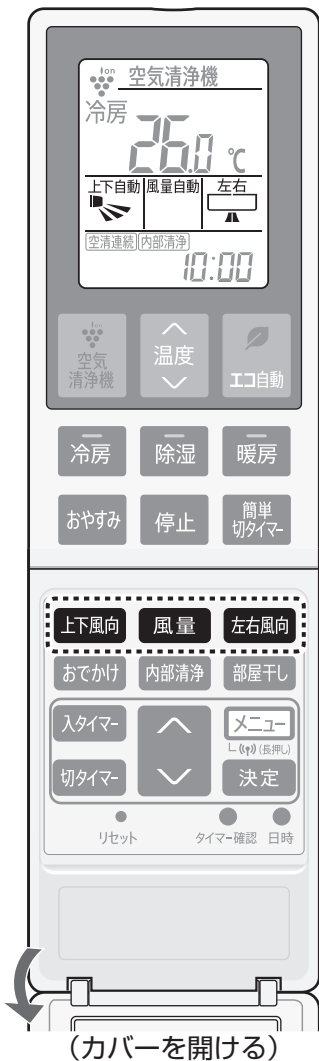 ion
空気清浄機
冷房
26.0 ℃
上下自動 風量自動 左右
空清連続 内部清浄
10:00
ion
空気
清浄機
温度
エコ自動
冷房 除湿 暖房
おやすみ 停止 簡単
切タイマー
上下風向 風量 左右風向
おでかけ 内部清浄 部屋干し
入タイマー メニュー
(長押し)
切タイマー 決定
リセット タイマー確認 日時
(カバーを開ける)